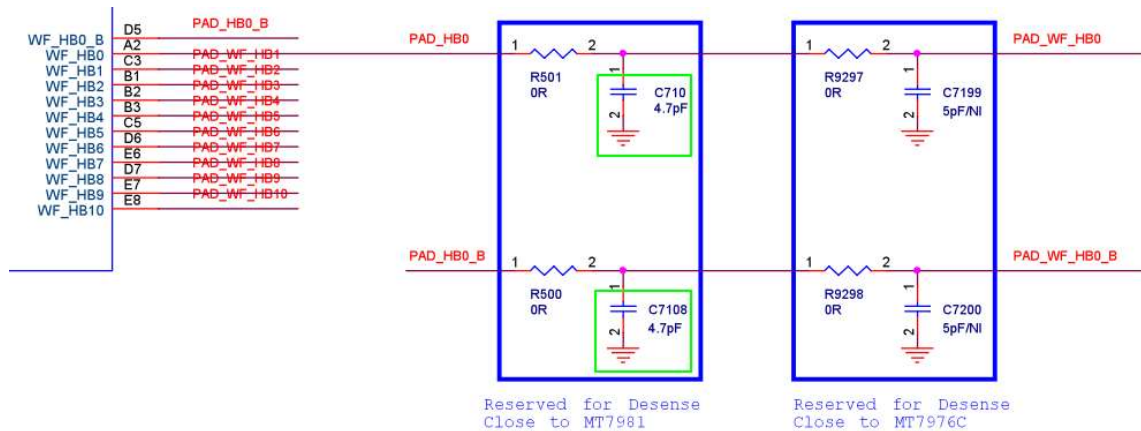 WF_HB0_B D5 PAD_HB0_B
WF_HB0 A2
WF_HB1 C3 PAD_WF_HB1
WF_HB2 B1 PAD_WF_HB2
WF_HB3 B2 PAD_WF_HB3
WF_HB4 B3 PAD_WF_HB4
WF_HB5 C5 PAD_WF_HB5
WF_HB6 D6 PAD_WF_HB6
WF_HB7 E6 PAD_WF_HB7
WF_HB8 D7 PAD_WF_HB8
WF_HB9 E7 PAD_WF_HB9
WF_HB10 E8 PAD_WF_HB10
PAD_HB0
1 2
R501
0R
1
2
C710
4.7pF
1 2
R9297
0R
1
2
C7199
5pF/NI
PAD_WF_HB0
PAD_HB0_B
1 2
R500
0R
1
2
C7108
4.7pF
1 2
R9298
0R
1
2
C7200
5pF/NI
PAD_WF_HB0_B
Reserved for Desense
Close to MT7981
Reserved for Desense
Close to MT7976C